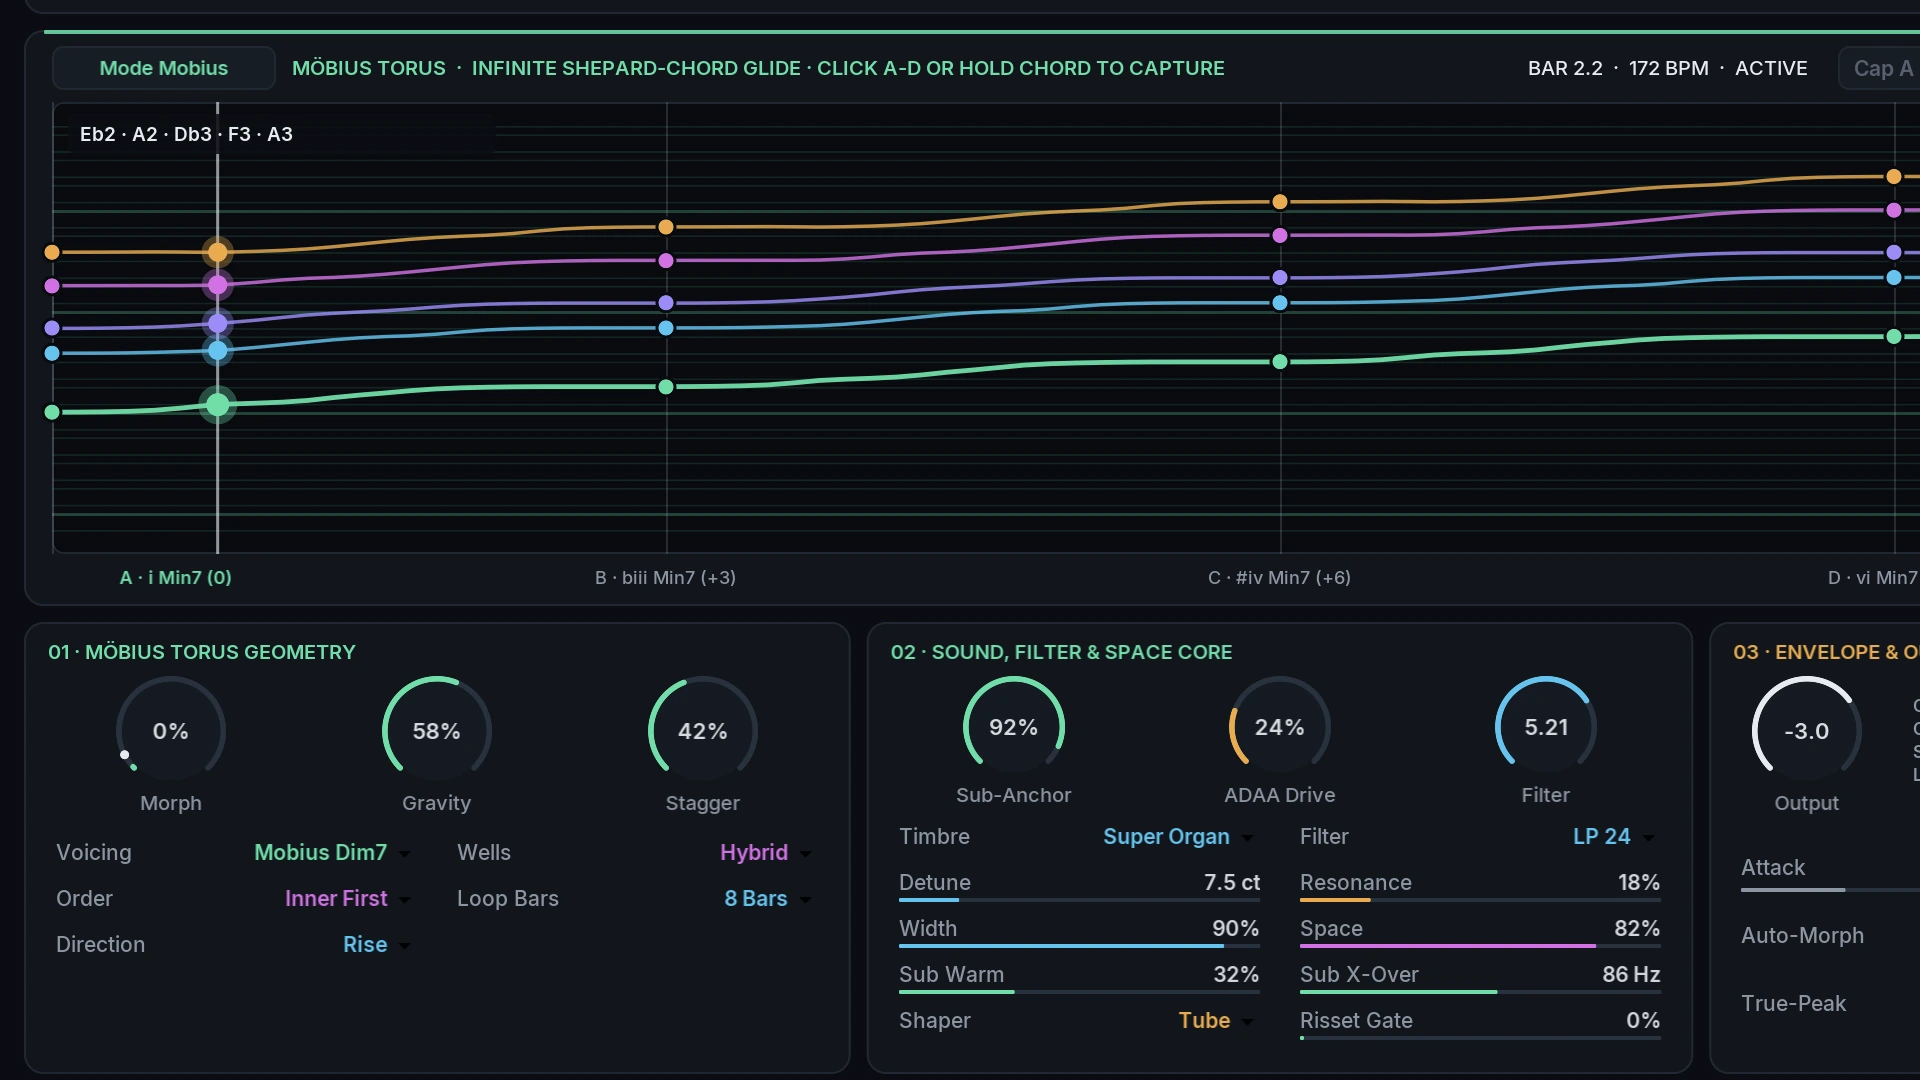 Mode Mobius MÖBIUS TORUS · INFINITE SHEPARD-CHORD GLIDE · CLICK A-D OR HOLD CHORD TO CAPTURE BAR 2.2 · 172 BPM · ACTIVE Cap A
Eb2 · A2 · Db3 · F3 · A3
A · i Min7 (0) B · biii Min7 (+3) C · #iv Min7 (+6) D · vi Min7
01 · MÖBIUS TORUS GEOMETRY
0% 58% 42%
Morph Gravity Stagger
Voicing Mobius Dim7 Wells Hybrid
Order Inner First Loop Bars 8 Bars
Direction Rise
02 · SOUND, FILTER & SPACE CORE
92% 24% 5.21
Sub-Anchor ADAA Drive Filter
Timbre Super Organ Filter LP 24
Detune 7.5 ct Resonance 18%
Width 90% Space 82%
Sub Warm 32% Sub X-Over 86 Hz
Shaper Tube Risset Gate 0%
03 · ENVELOPE &
-3.0
Output
Attack
Auto-Morph
True-Peak